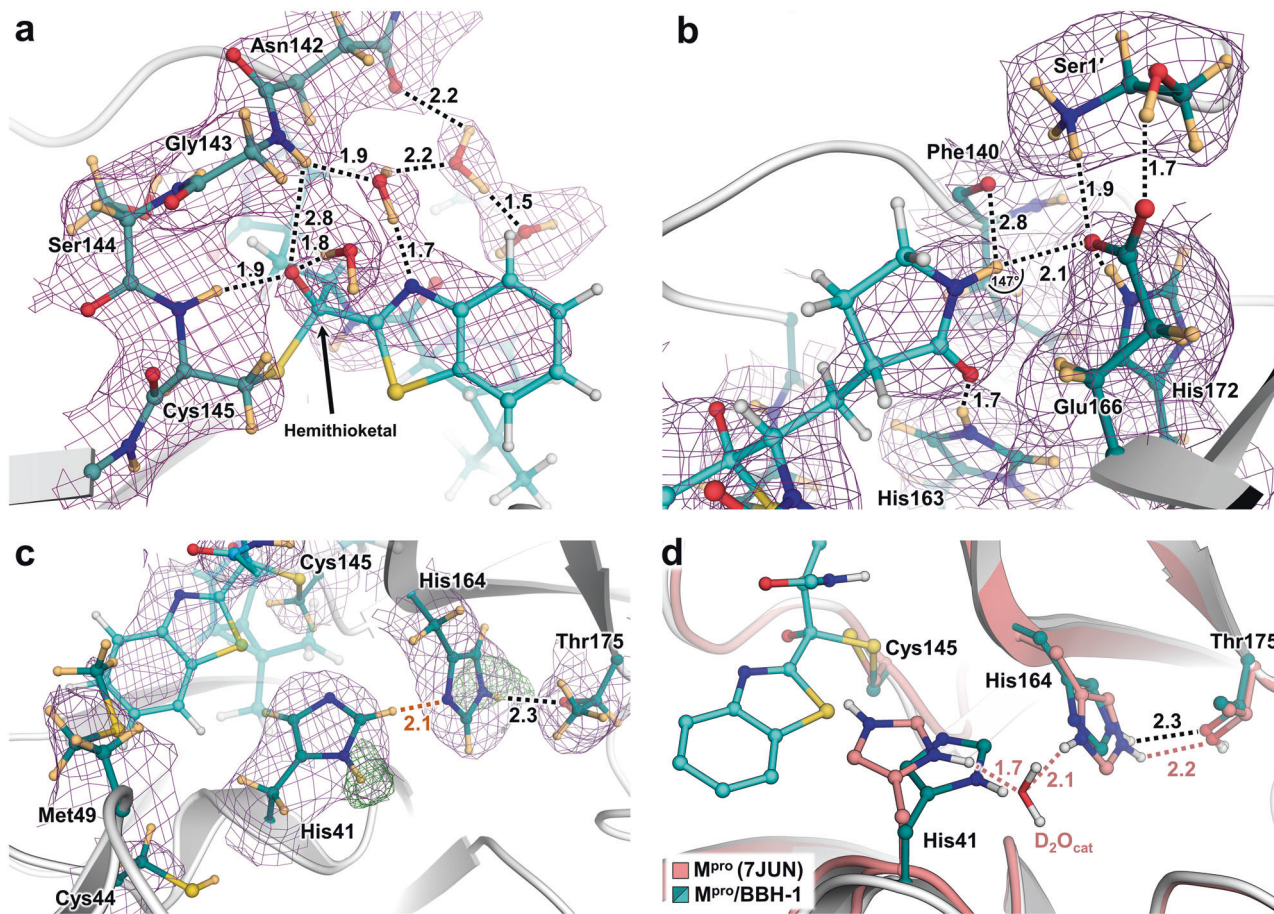 a
Asn142
2.2
Gly143
1.9
2.2
2.8
1.5
Ser144
1.8
1.7
1.9
Cys145
Hemithioketal
b
Ser1′
Phe140
1.7
1.9
2.8
2.1
147°
1.7
His172
Glu166
His163
c
Cys145
His164
Thr175
2.1
2.3
Met49
His41
Cys44
d
Cys145
Thr175
His164
2.3
1.7
2.1
2.2
His41
D₂Ocat
Mᵖʳᵒ (7JUN)
Mᵖʳᵒ/BBH-1